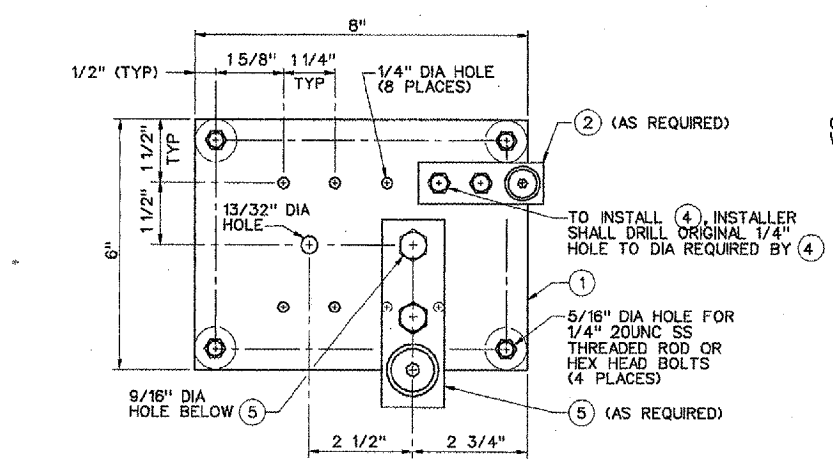 8"
1/2" (TYP)
1 5/8"
1 1/4"
TYP
1/4" DIA HOLE
(8 PLACES)
2 (AS REQUIRED)
1 1/2"
TYP
1 1/2"
6"
13/32" DIA
HOLE
TO INSTALL 4, INSTALLER
SHALL DRILL ORIGINAL 1/4"
HOLE TO DIA REQUIRED BY 4
1
5/16" DIA HOLE FOR
1/4" 20UNC SS
THREADED ROD OR
HEX HEAD BOLTS
(4 PLACES)
9/16" DIA
HOLE BELOW 5
5 (AS REQUIRED)
2 1/2"
2 3/4"